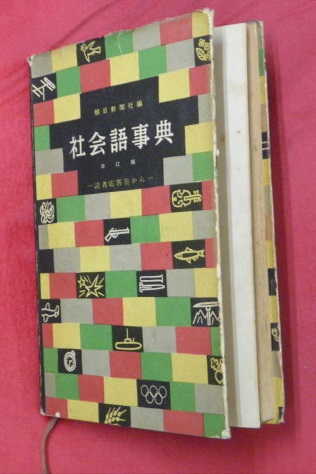 朝日新聞社編
社会語事典
改訂版
—読者応答室から—